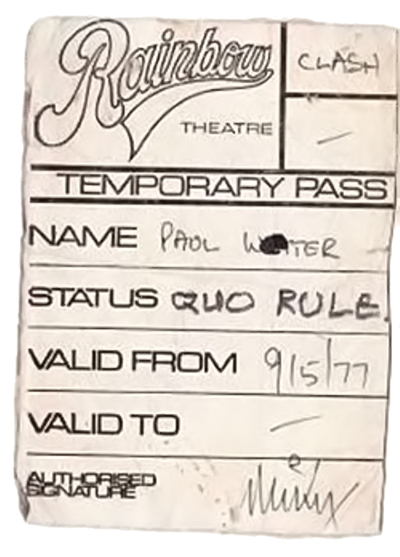 Rainbow
THEATRE
CLASH
–
TEMPORARY PASS
NAME PAUL
STATUS QUO RULE.
VALID FROM 9/5/77
VALID TO –
AUTHORISED
SIGNATURE